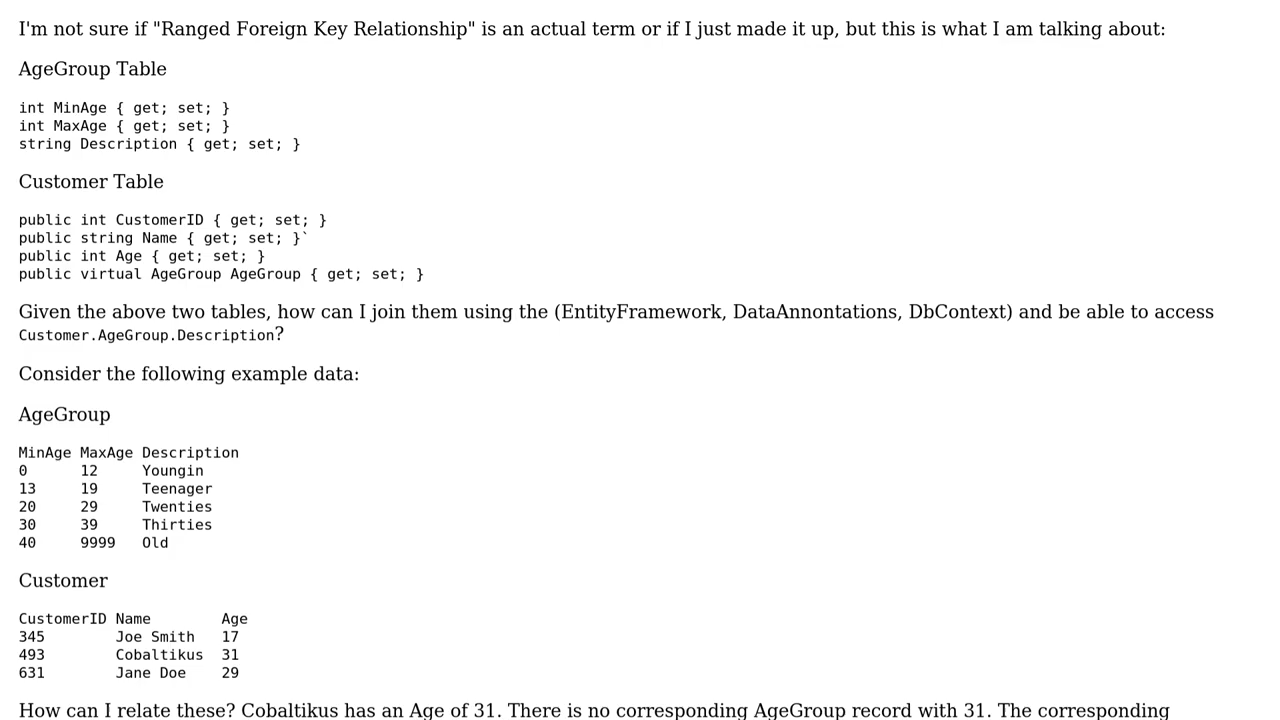 I'm not sure if "Ranged Foreign Key Relationship" is an actual term or if I just made it up, but this is what I am talking about:
AgeGroup Table
int MinAge { get; set; }
int MaxAge { get; set; }
string Description { get; set; }
Customer Table
public int CustomerID { get; set; }
public string Name { get; set; }`
public int Age { get; set; }
public virtual AgeGroup AgeGroup { get; set; }
Given the above two tables, how can I join them using the (EntityFramework, DataAnnontations, DbContext) and be able to access
Customer.AgeGroup.Description?
Consider the following example data:
AgeGroup
MinAge MaxAge Description
0      12     Youngin
13     19     Teenager
20     29     Twenties
30     39     Thirties
40     9999   Old
Customer
CustomerID Name        Age
345        Joe Smith   17
493        Cobaltikus  31
631        Jane Doe    29
How can I relate these? Cobaltikus has an Age of 31. There is no corresponding AgeGroup record with 31. The corresponding